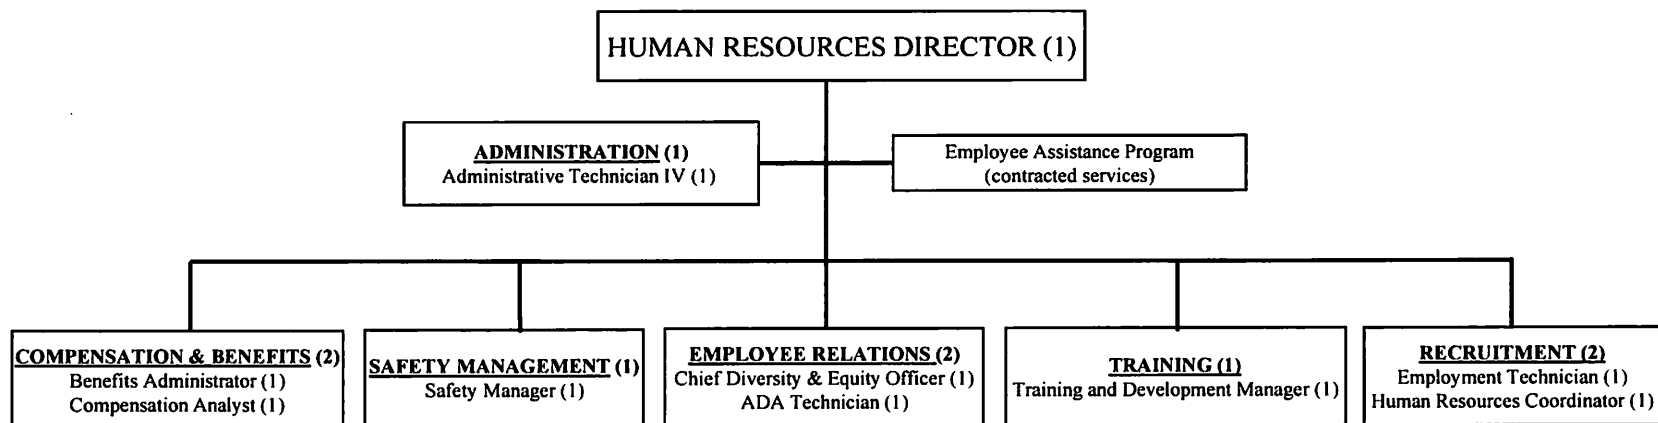 HUMAN RESOURCES DIRECTOR (1)
ADMINISTRATION (1)
Administrative Technician IV (1)
Employee Assistance Program
(contracted services)
COMPENSATION & BENEFITS (2)
Benefits Administrator (1)
Compensation Analyst (1)
SAFETY MANAGEMENT (1)
Safety Manager (1)
EMPLOYEE RELATIONS (2)
Chief Diversity & Equity Officer (1)
ADA Technician (1)
TRAINING (1)
Training and Development Manager (1)
RECRUITMENT (2)
Employment Technician (1)
Human Resources Coordinator (1)